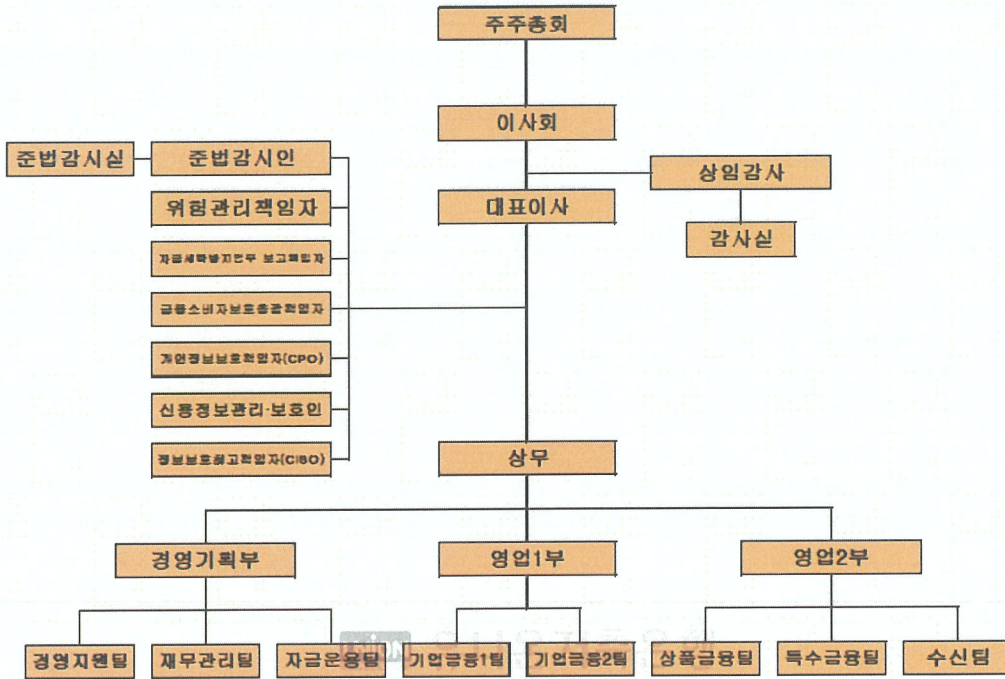 주주총회
이사회
준법감시실
준법감시인
상임감사
위험관리책임자
대표이사
감사실
자금세탁방지업무 보고책임자
금융소비자보호총괄책임자
개인정보보호책임자(CPO)
신용정보관리·보호인
정보보호최고책임자(CISO)
상무
경영기획부
영업1부
영업2부
경영지원팀
재무관리팀
자금운용팀
기업금융1팀
기업금융2팀
상품금융팀
특수금융팀
수신팀